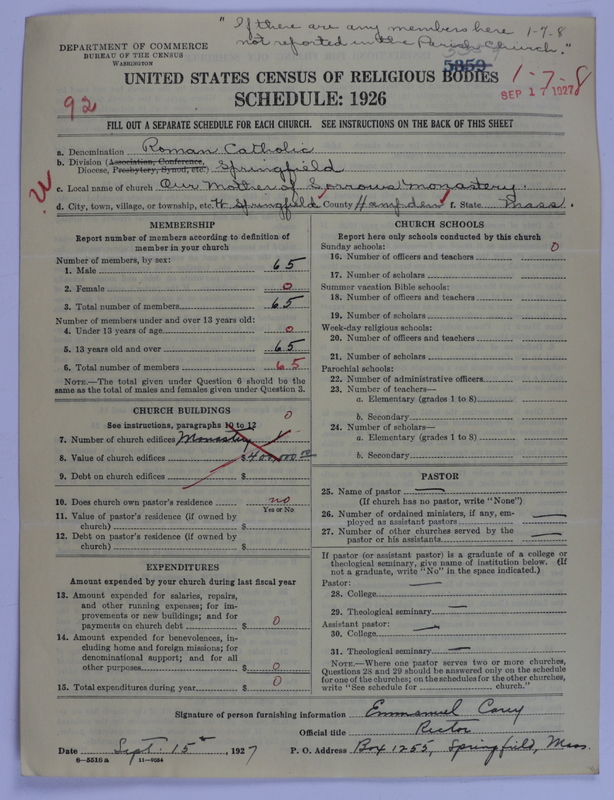 "If there are any members here 1-7-8
not reported in the Parish Church."
DEPARTMENT OF COMMERCE
BUREAU OF THE CENSUS
WASHINGTON
5859
UNITED STATES CENSUS OF RELIGIOUS BODIES
1-7-8
SCHEDULE: 1926
SEP 17 1927
92
FILL OUT A SEPARATE SCHEDULE FOR EACH CHURCH. SEE INSTRUCTIONS ON THE BACK OF THIS SHEET
a. Denomination Roman Catholic
b. Division (Association, Conference, Diocese, Presbytery, Synod, etc.) Springfield
c. Local name of church Our Mother of Sorrows Monastery.
d. City, town, village, or township, etc. W. Springfield County Hampden f. State Mass.
MEMBERSHIP
Report number of members according to definition of
member in your church
Number of members, by sex:
1. Male 65
2. Female 0
3. Total number of members 65
Number of members under and over 13 years old:
4. Under 13 years of age 0
5. 13 years old and over 65
6. Total number of members 65
NOTE.—The total given under Question 6 should be the
same as the total of males and females given under Question 3.
CHURCH BUILDINGS
See instructions, paragraphs 10 to 12
0
7. Number of church edifices Monastery 1
8. Value of church edifices $400,000.00
9. Debt on church edifices $
10. Does church own pastor's residence no
Yes or No
11. Value of pastor's residence (if owned by
church) $
12. Debt on pastor's residence (if owned by
church) $
EXPENDITURES
Amount expended by your church during last fiscal year
13. Amount expended for salaries, repairs,
and other running expenses; for im-
provements or new buildings; and for
payments on church debt $ 0
14. Amount expended for benevolences, in-
cluding home and foreign missions; for
denominational support; and for all
other purposes $ 0
15. Total expenditures during year $ 0
CHURCH SCHOOLS
Report here only schools conducted by this church
Sunday schools: 0
16. Number of officers and teachers
17. Number of scholars
Summer vacation Bible schools:
18. Number of officers and teachers
19. Number of scholars
Week-day religious schools:
20. Number of officers and teachers
21. Number of scholars
Parochial schools:
22. Number of administrative officers
23. Number of teachers—
a. Elementary (grades 1 to 8)
b. Secondary
24. Number of scholars—
a. Elementary (grades 1 to 8)
b. Secondary
PASTOR
25. Name of pastor —
(If church has no pastor, write "None")
26. Number of ordained ministers, if any, em-
ployed as assistant pastors —
27. Number of other churches served by the
pastor or his assistants —
If pastor (or assistant pastor) is a graduate of a college or
theological seminary, give name of institution below. (If
not a graduate, write "No" in the space indicated.)
Pastor: —
28. College
29. Theological seminary —
Assistant pastor:
30. College —
31. Theological seminary —
NOTE.—Where one pastor serves two or more churches,
Questions 28 and 29 should be answered only on the schedule
for one of the churches; on the schedules for the other churches,
write "See schedule for church."
Signature of person furnishing information Emmanuel Carey
Official title Rector
Date Sept. 15th, 1927 P. O. Address Box 1255, Springfield, Mass.
8-5518a 11-9564